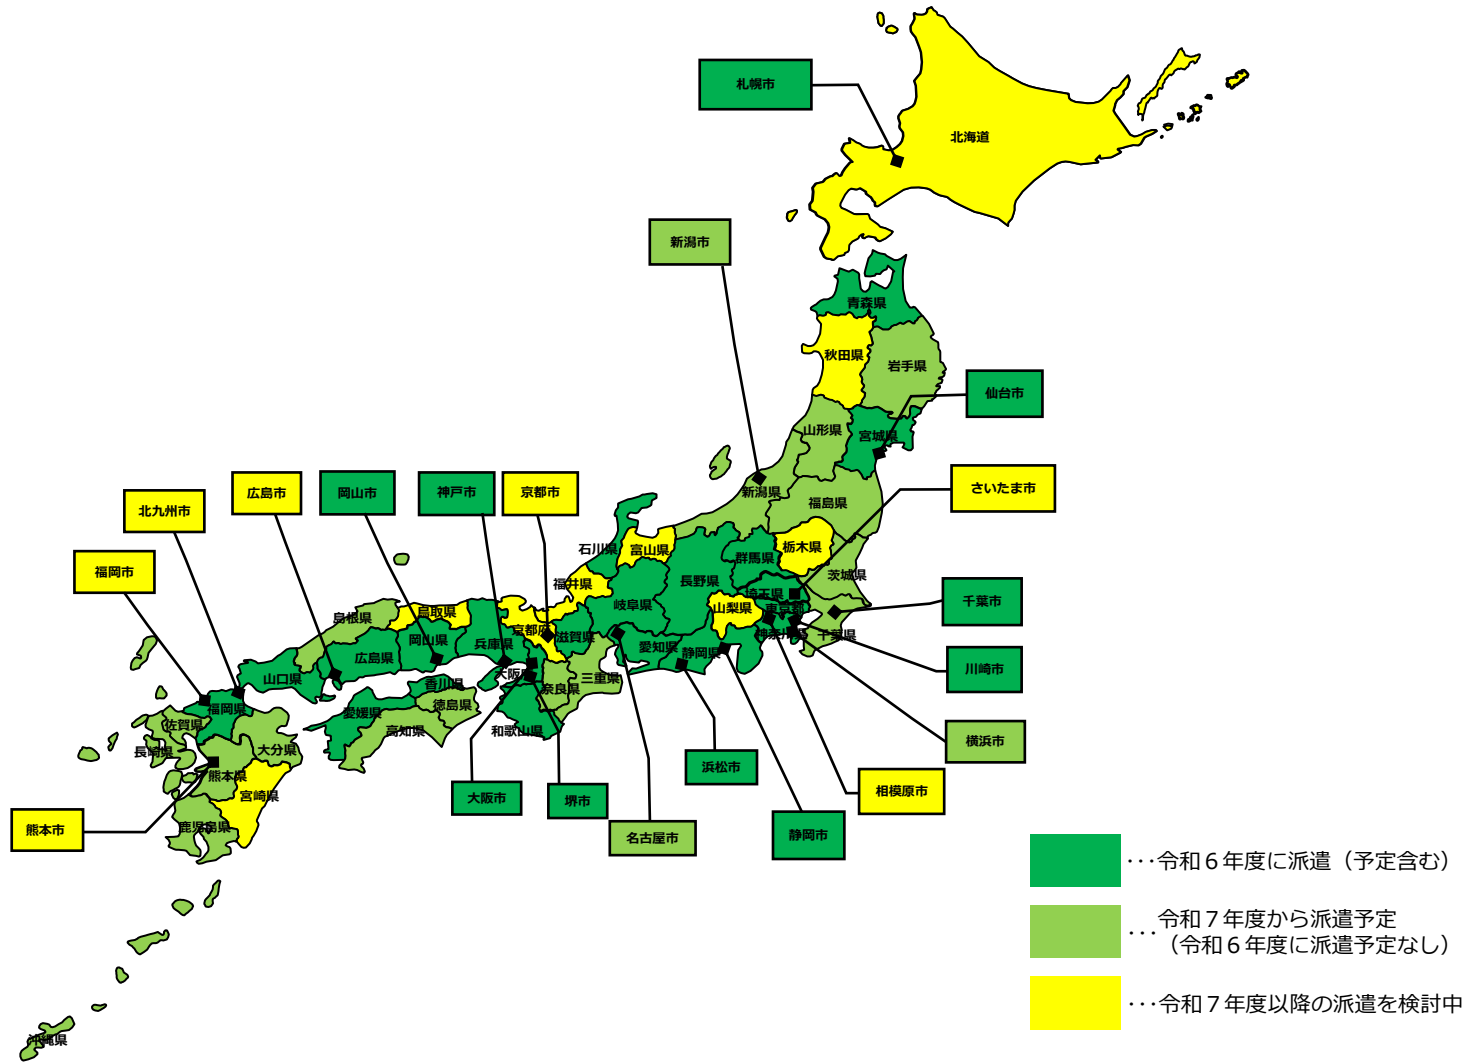 札幌市
北海道
新潟市
青森県
秋田県
岩手県
仙台市
山形県
宮城県
さいたま市
新潟県
福島県
広島市
岡山市
神戸市
京都市
北九州市
福岡市
石川県
富山県
群馬県
栃木県
福井県
長野県
茨城県
埼玉県
千葉市
島根県
鳥取県
岐阜県
山梨県
東京都
岡山県
兵庫県
京都府
滋賀県
愛知県
静岡県
神奈川県
千葉県
広島県
川崎市
山口県
大阪府
奈良県
三重県
香川県
徳島県
福岡県
愛媛県
高知県
和歌山県
佐賀県
長崎県
大分県
横浜市
熊本県
浜松市
宮崎県
大阪市
堺市
相模原市
熊本市
鹿児島県
名古屋市
静岡市
沖縄県
･･･令和６年度に派遣（予定含む）
･･･令和７年度から派遣予定
（令和６年度に派遣予定なし）
･･･令和７年度以降の派遣を検討中